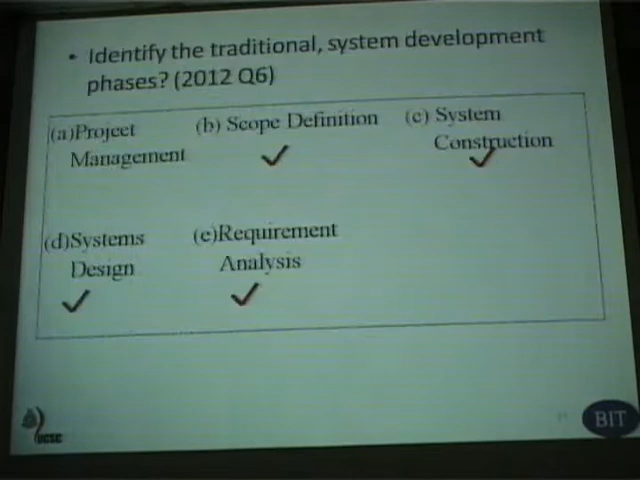 • Identify the traditional, system development
phases? (2012 Q6)
(a)Project Management
(b) Scope Definition
(c) System Construction
(d)Systems Design
(e)Requirement Analysis
UCSC
BIT